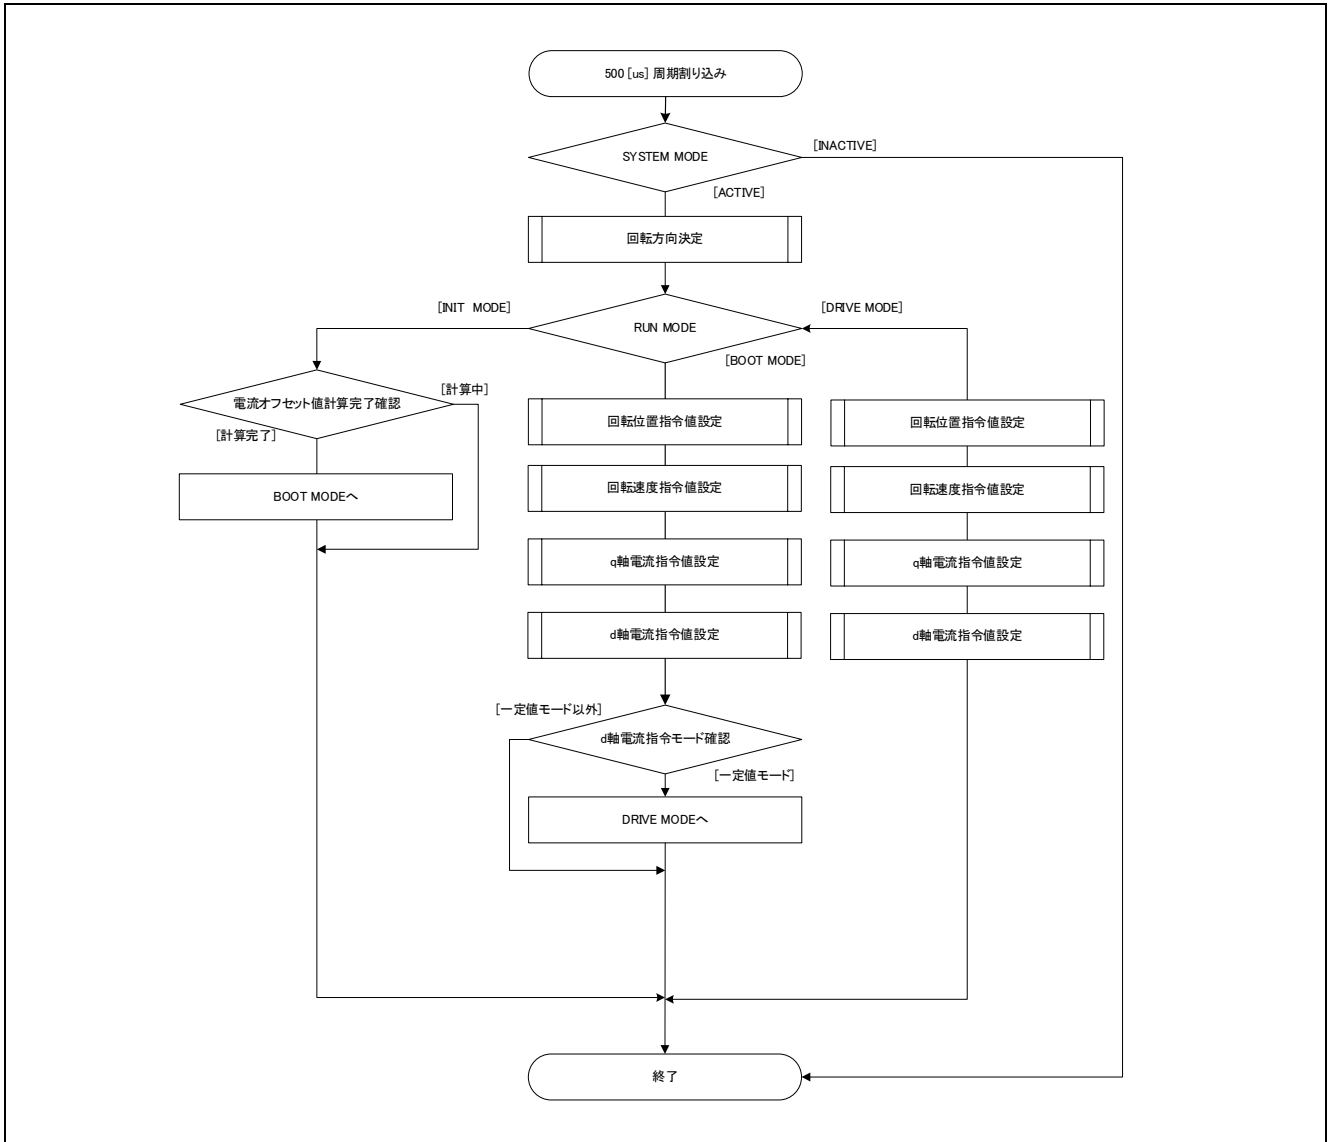 500 [us] 周期割り込み
SYSTEM MODE
[INACTIVE]
[ACTIVE]
回転方向決定
[INIT MODE]
RUN MODE
[DRIVE MODE]
[BOOT MODE]
電流オフセット値計算完了確認
[計算中]
[計算完了]
BOOT MODEへ
回転位置指令値設定
回転速度指令値設定
q軸電流指令値設定
d軸電流指令値設定
回転位置指令値設定
回転速度指令値設定
q軸電流指令値設定
d軸電流指令値設定
[一定値モード以外]
d軸電流指令モード確認
[一定値モード]
DRIVE MODEへ
終了